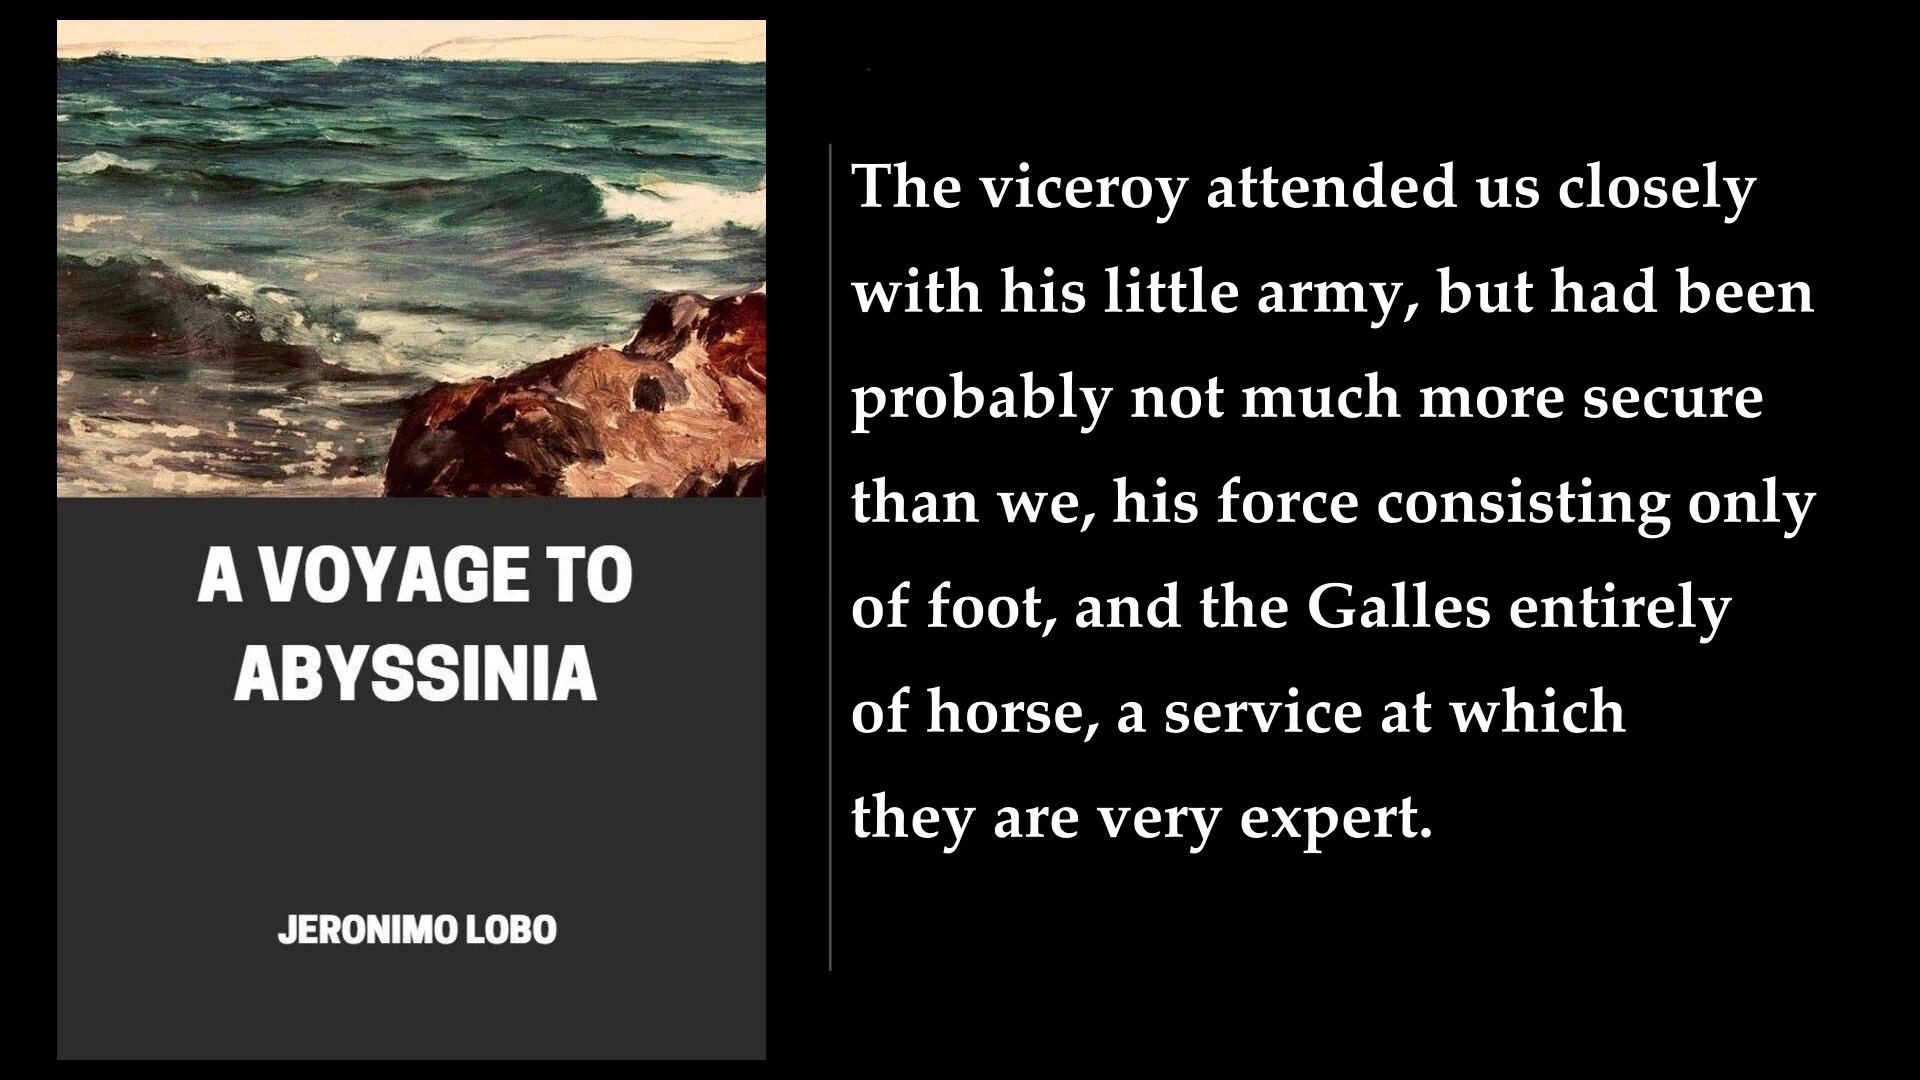 A VOYAGE TO
ABYSSINIA
JERONIMO LOBO
The viceroy attended us closely
with his little army, but had been
probably not much more secure
than we, his force consisting only
of foot, and the Galles entirely
of horse, a service at which
they are very expert.